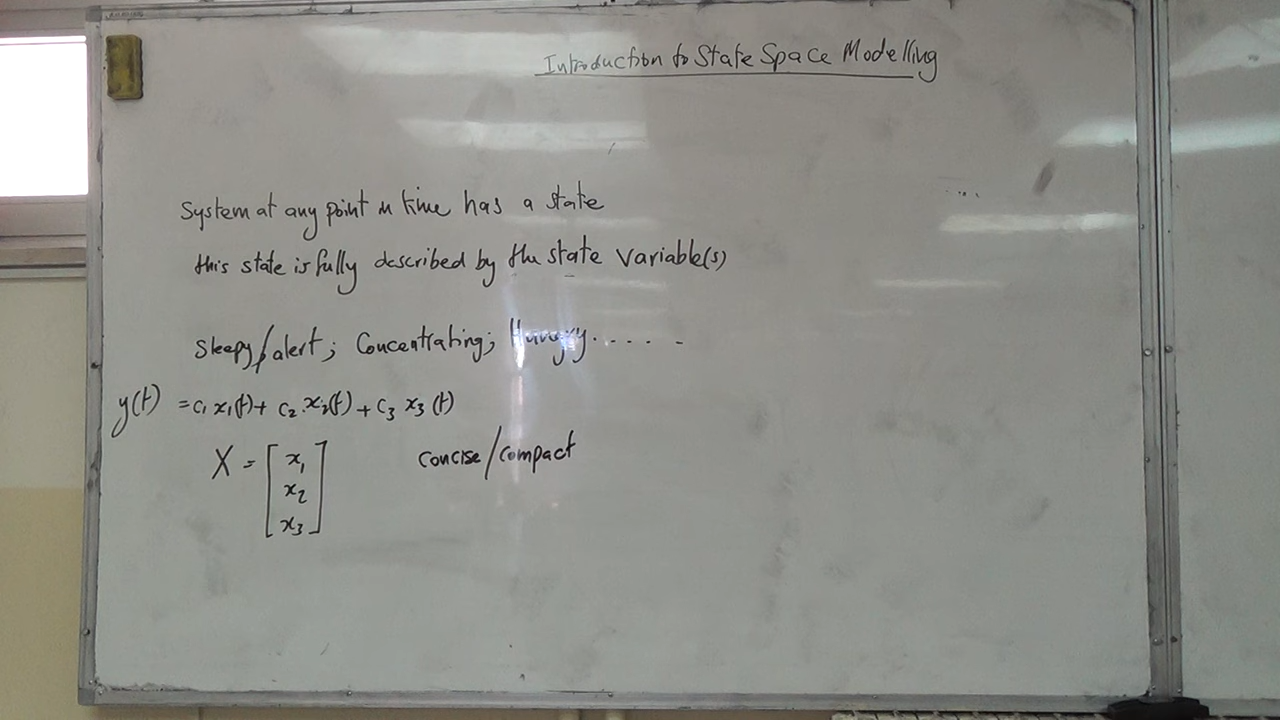 Introduction to State Space Modelling
System at any point in time has a state
this state is fully described by the state variable(s)
Sleepy/alert; Concentrating; Hungry.....
y(t) = c₁ x₁(t) + c₂.x₂(t) + c₃ x₃(t)
X = [x₁
x₂
x₃]
concise/compact